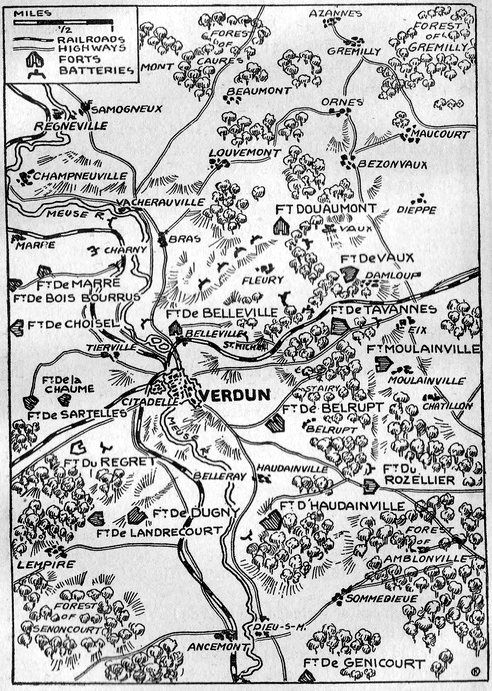 MILES
1/2
RAILROADS
HIGHWAYS
FORTS
BATTERIES
AZANNES
GREMILLY
FOREST
OF
GREMILLY
FOREST
OF
CAURES
MONT
BEAUMONT
ORNES
SAMOGNEUX
REGNEVILLE
MAUCOURT
LOUVEMONT
BEZONVAUX
CHAMPNEUVILLE
VACHERAUVILLE
MEUSE R.
FT DOUAUMONT
DIEPPE
VAUX
MARRE
CHARNY
BRAS
FLEURY
FT DE VAUX
DAMLOUP
FT DE MARRE
FT DE BOIS BOURRUS
FT DE BELLEVILLE
FT DE TAVANNES
FT DE CHOISEL
BELLEVILLE
ST. MICHEL
EIX
TIERVILLE
FT MOULAINVILLE
MOULAINVILLE
FT DE LA
CHAUME
STAIRY
CITADELLE
VERDUN
CHATILLON
FT DE SARTELLES
FT DE BELRUPT
MEUSE R.
BELRUPT
FT DU REGRET
HAUDAINVILLE
FT DU
ROZELLIER
BELLERAY
FT DE DUGNY
FT D'HAUDAINVILLE
FT DE LANDRECOURT
FOREST
OF
AMBLONVILLE
LEMPIRE
SOMMEDIEUE
FOREST
OF
SENONCOURT
DIEU-S-M.
ANCEMONT
FT DE GENICOURT